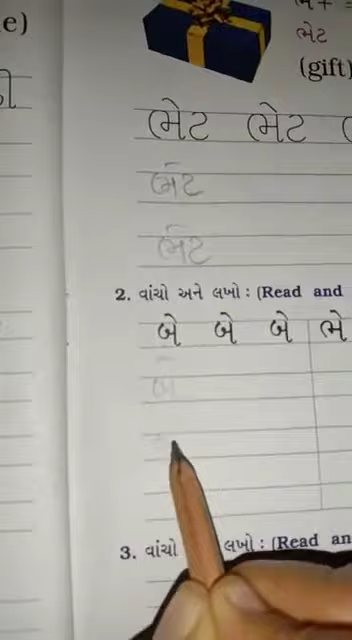 ભેટ
(gift)
ભેટ ભેટ
ભેટ
ભેટ
2. વાંચો અને લખો : (Read and
બે બે બે ભે
બે
3. વાંચો લખો : (Read an